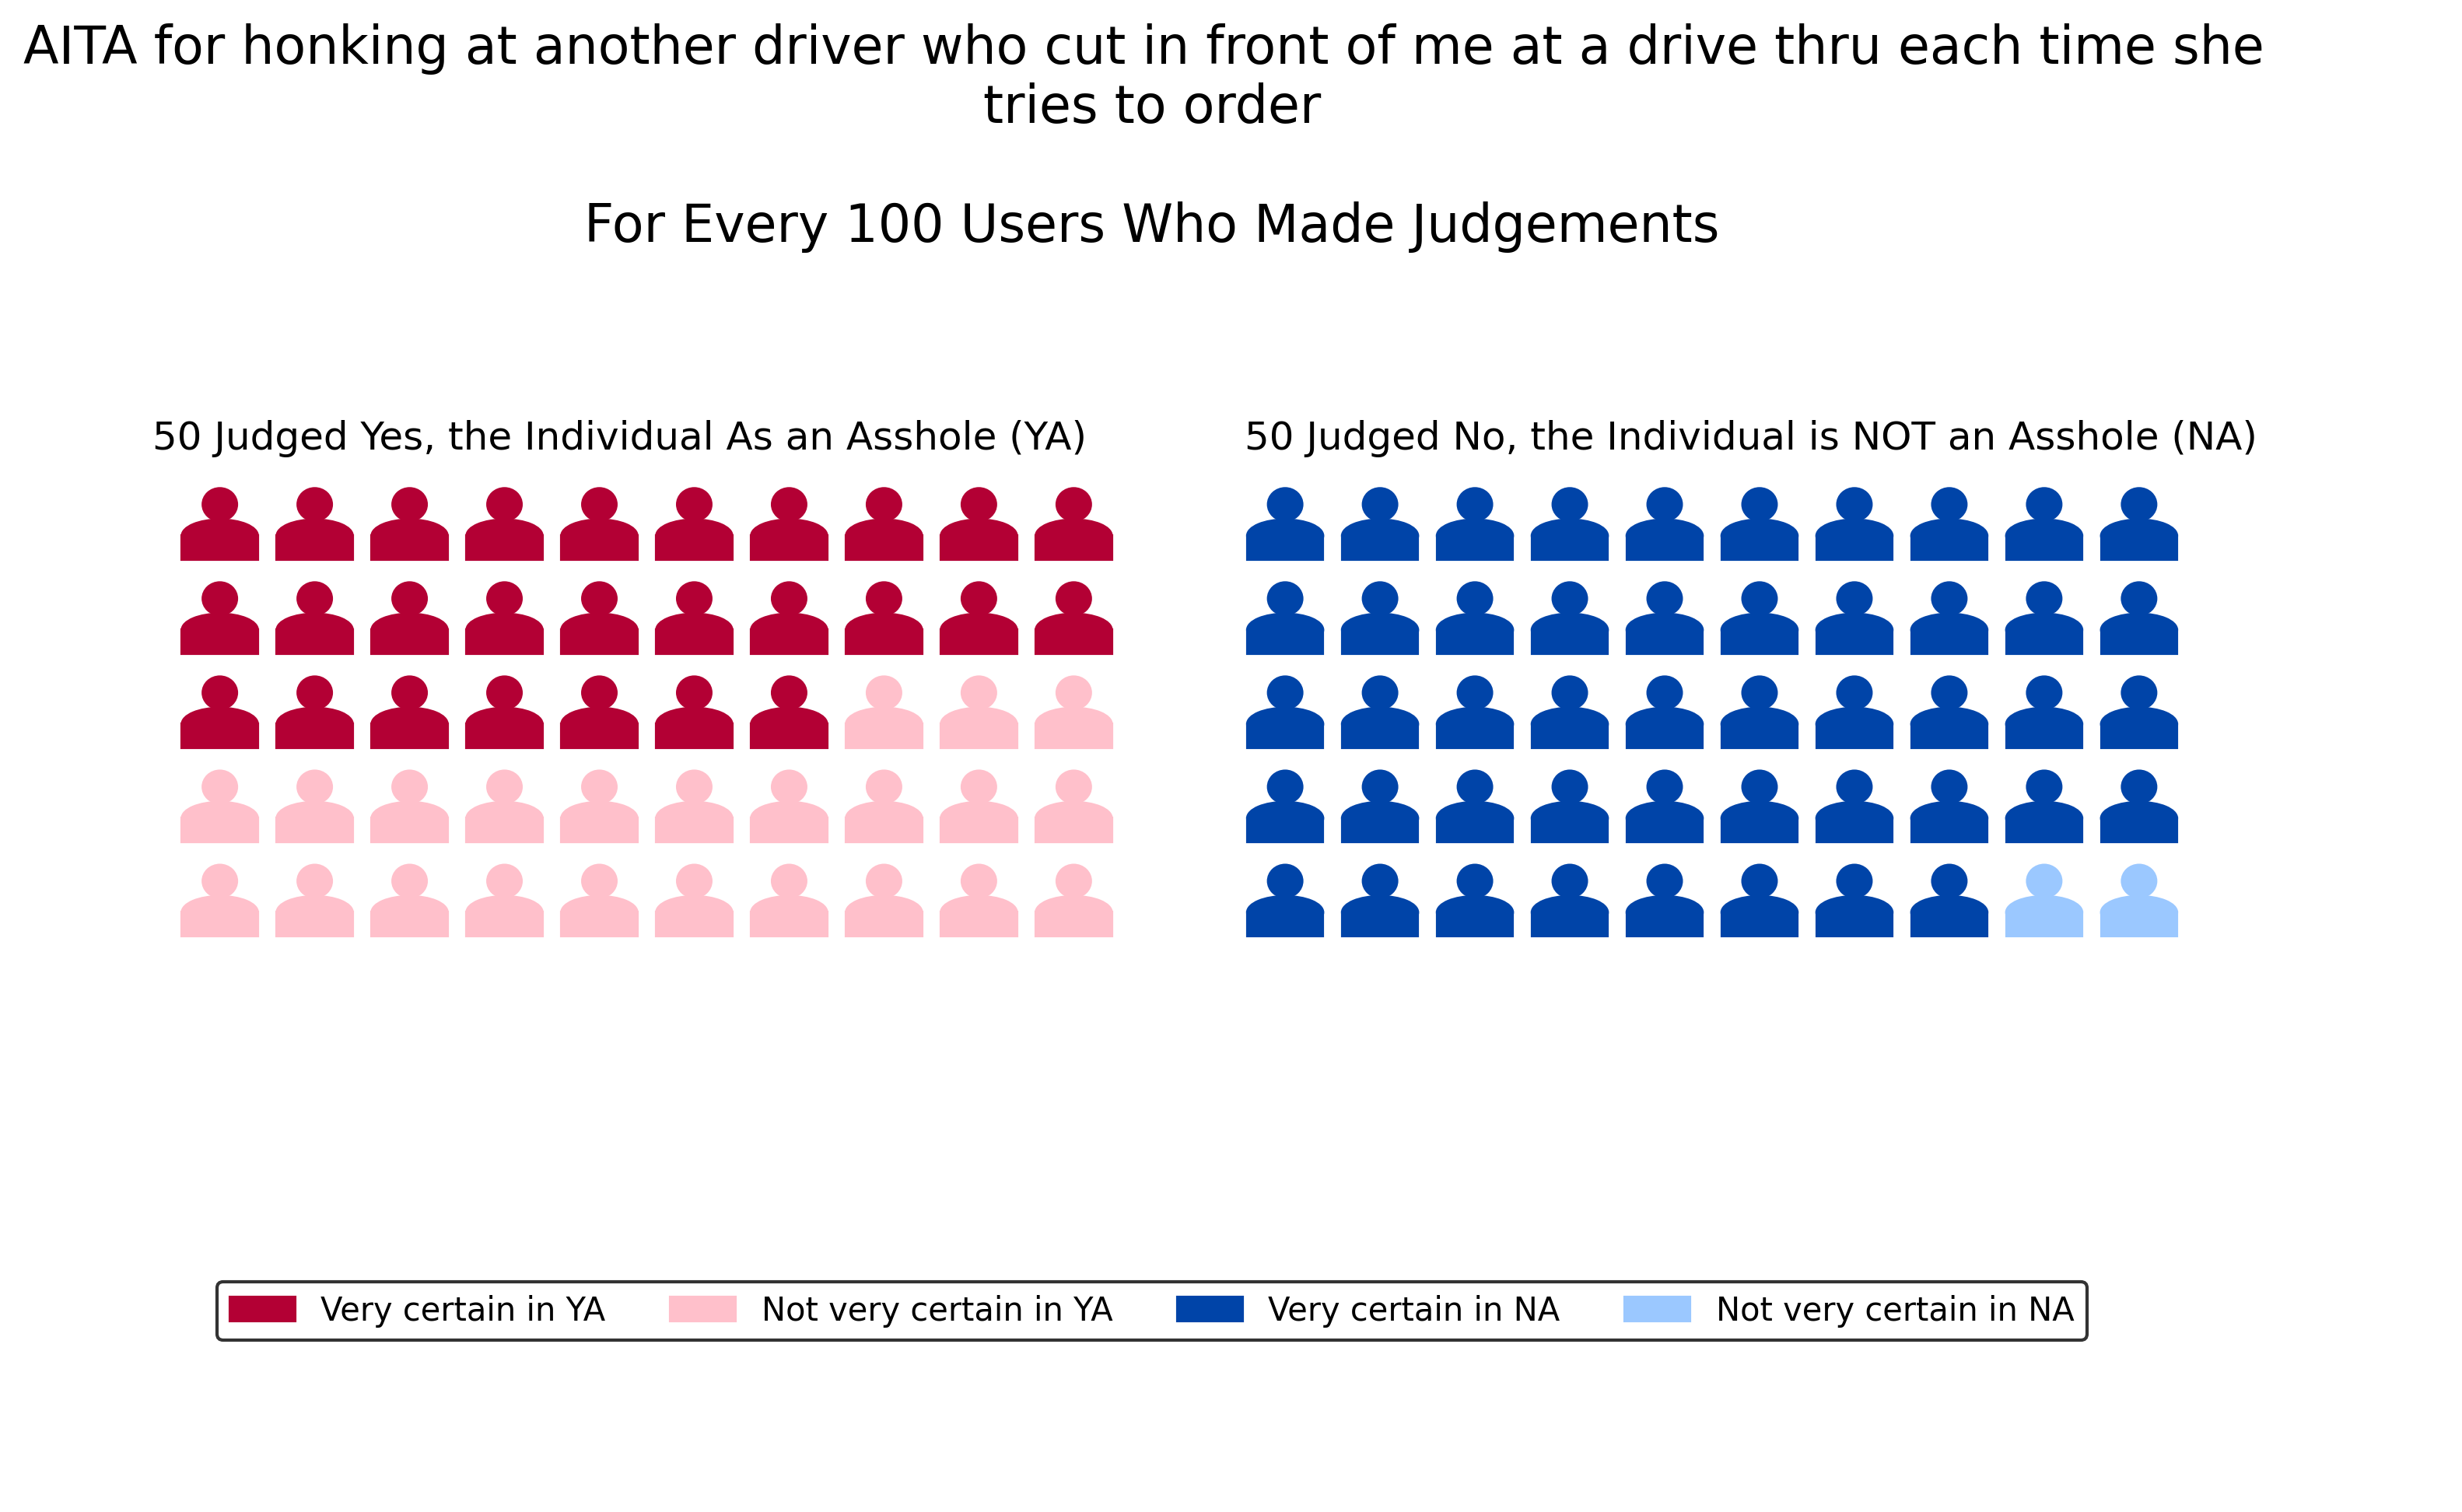 AITA for honking at another driver who cut in front of me at a drive thru each time she
tries to order
For Every 100 Users Who Made Judgements
50 Judged Yes, the Individual As an Asshole (YA)
50 Judged No, the Individual is NOT an Asshole (NA)
Very certain in YA
Not very certain in YA
Very certain in NA
Not very certain in NA